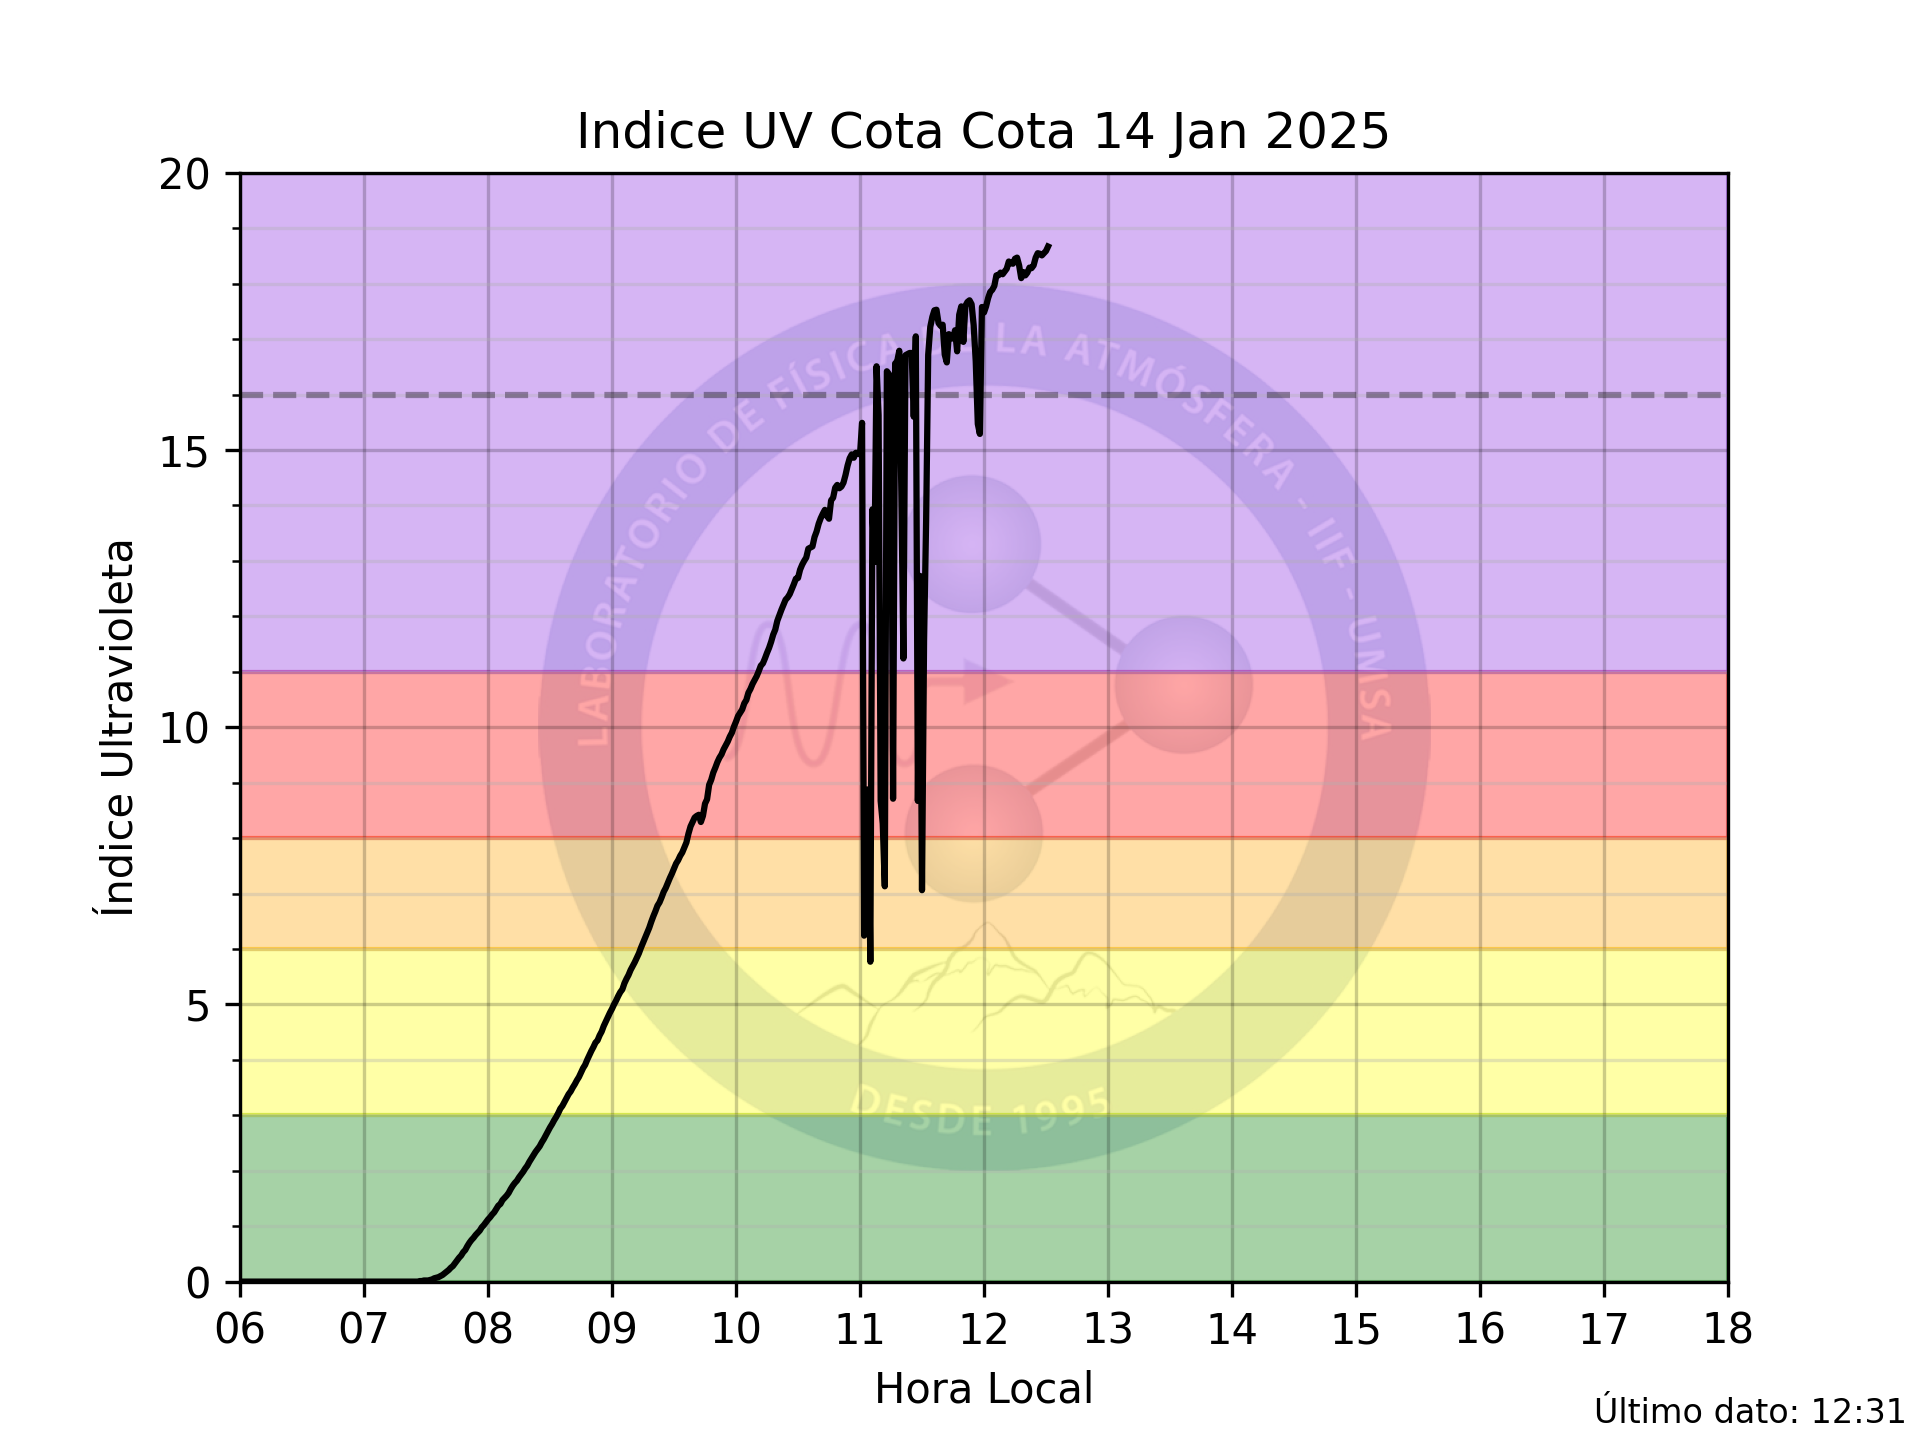 Indice UV Cota Cota 14 Jan 2025
20
15
10
5
0
Índice Ultravioleta
LABORATORIO DE FÍSICA DE LA ATMÓSFERA - IIF - UMSA
DESDE 1995
06 07 08 09 10 11 12 13 14 15 16 17 18
Hora Local
Último dato: 12:31